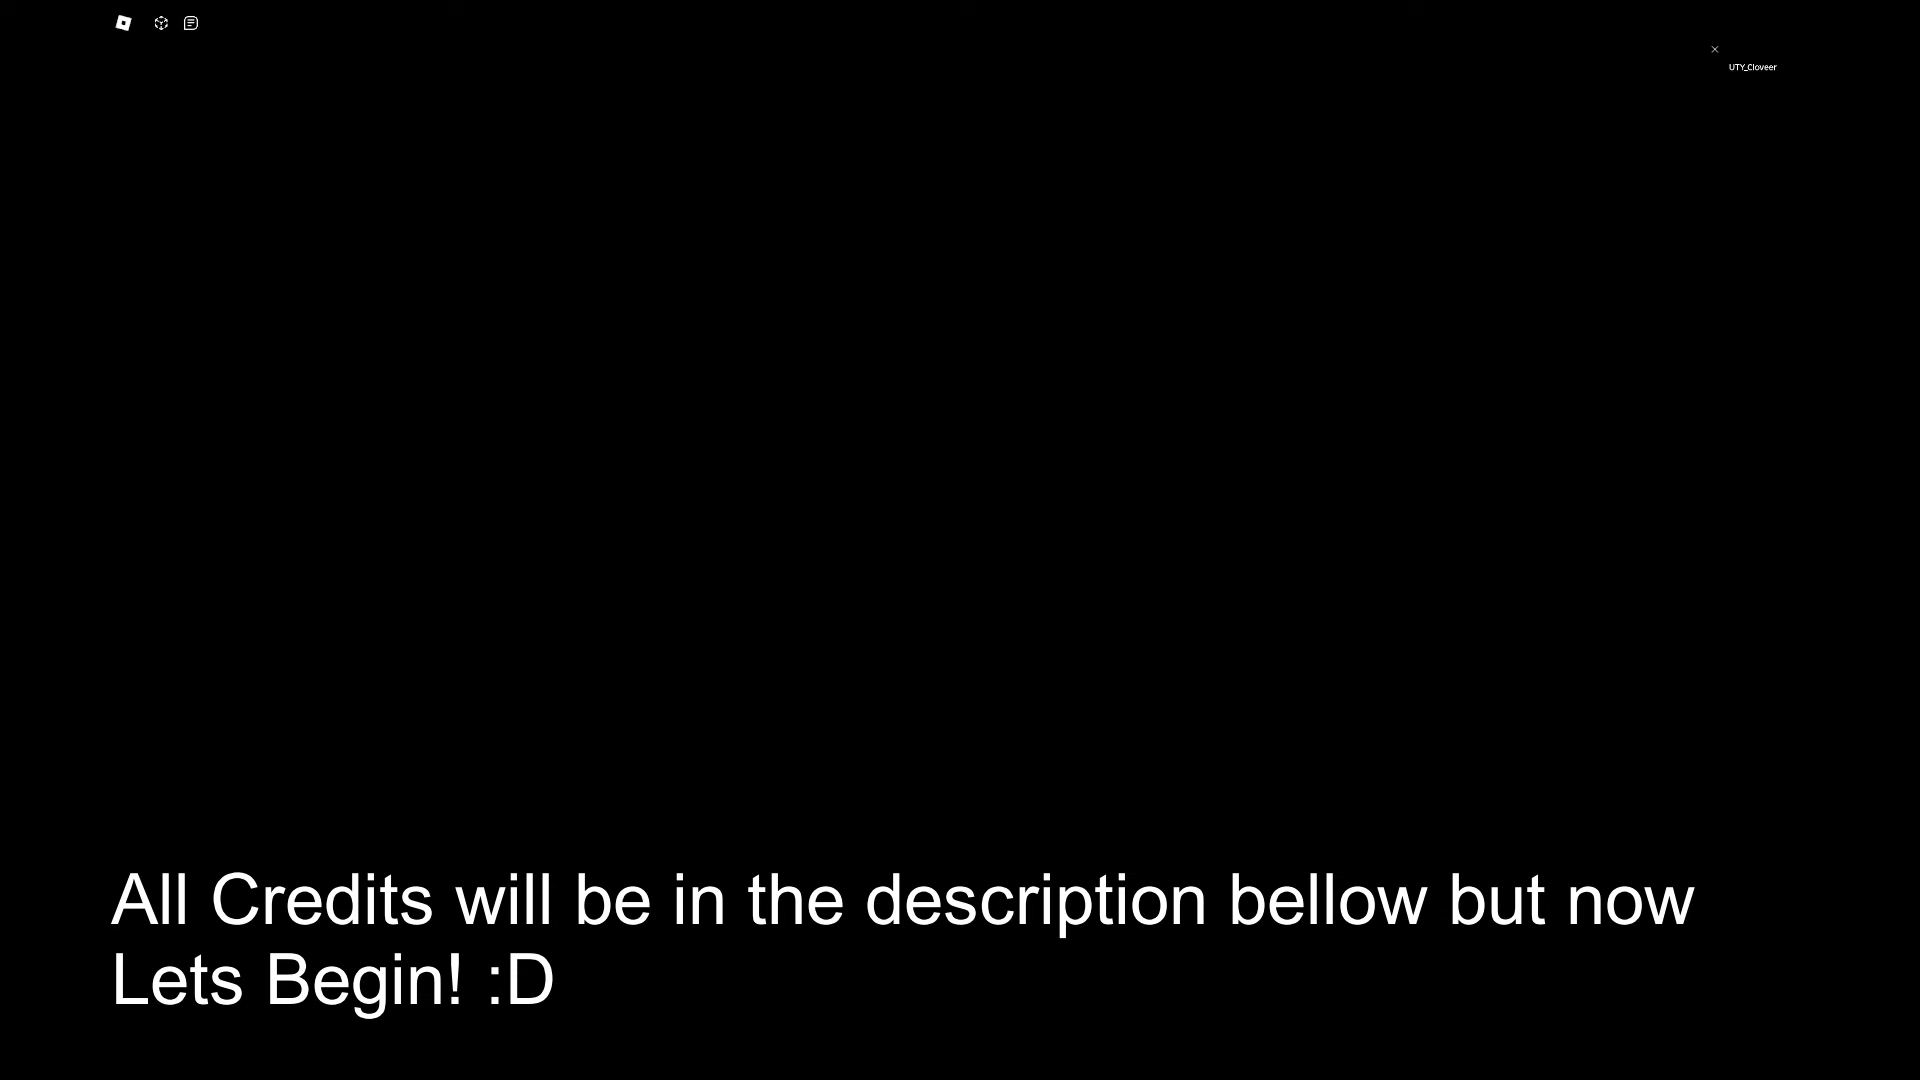 UTY_Cloveer
All Credits will be in the description bellow but now
Lets Begin! :D